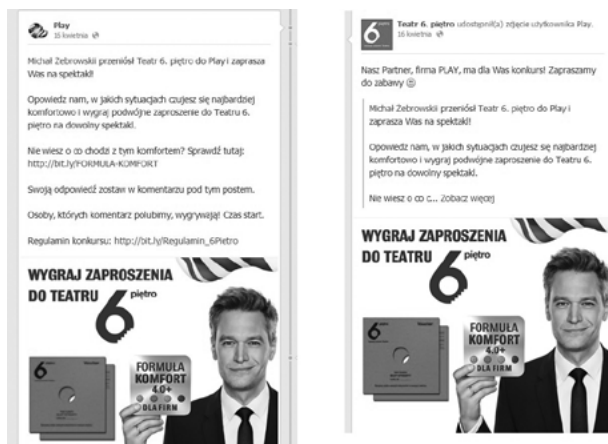 Play
16 kwietnia
Michał Żebrowski przeniósł Teatr 6. piętro do Play i zaprasza
Was na spektakl!
Opowiedz nam, w jakich sytuacjach czujesz się najbardziej
komfortowo i wygraj podwójne zaproszenie do Teatru 6.
piętro na dowolny spektakl.
Nie wiesz o co chodzi z tym komfortem? Sprawdź tutaj:
http://bit.ly/FORMULA-KOMFORT
Swoją odpowiedź zostaw w komentarzu pod tym postem.
Osoby, których komentarz polubimy, wygrywają! Czas start.
Regulamin konkursu: http://bit.ly/Regulamin_6Pietro
WYGRAJ ZAPROSZENIA
DO TEATRU 6 piętro
6
FORMUŁA
KOMFORT
4.0+
DLA FIRM
6 piętro
Teatr 6. piętro udostępnił(a) zdjęcie użytkownika Play.
16 kwietnia
Nasz Partner, firma PLAY, ma dla Was konkurs! Zapraszamy
do zabawy
Michał Żebrowski przeniósł Teatr 6. piętro do Play i
zaprasza Was na spektakl!
Opowiedz nam, w jakich sytuacjach czujesz się najbardziej
komfortowo i wygraj podwójne zaproszenie do Teatru 6.
piętro na dowolny spektakl.
Nie wiesz o co c... Zobacz więcej
WYGRAJ ZAPROSZENIA
DO TEATRU 6 piętro
6
FORMUŁA
KOMFORT
4.0+
DLA FIRM